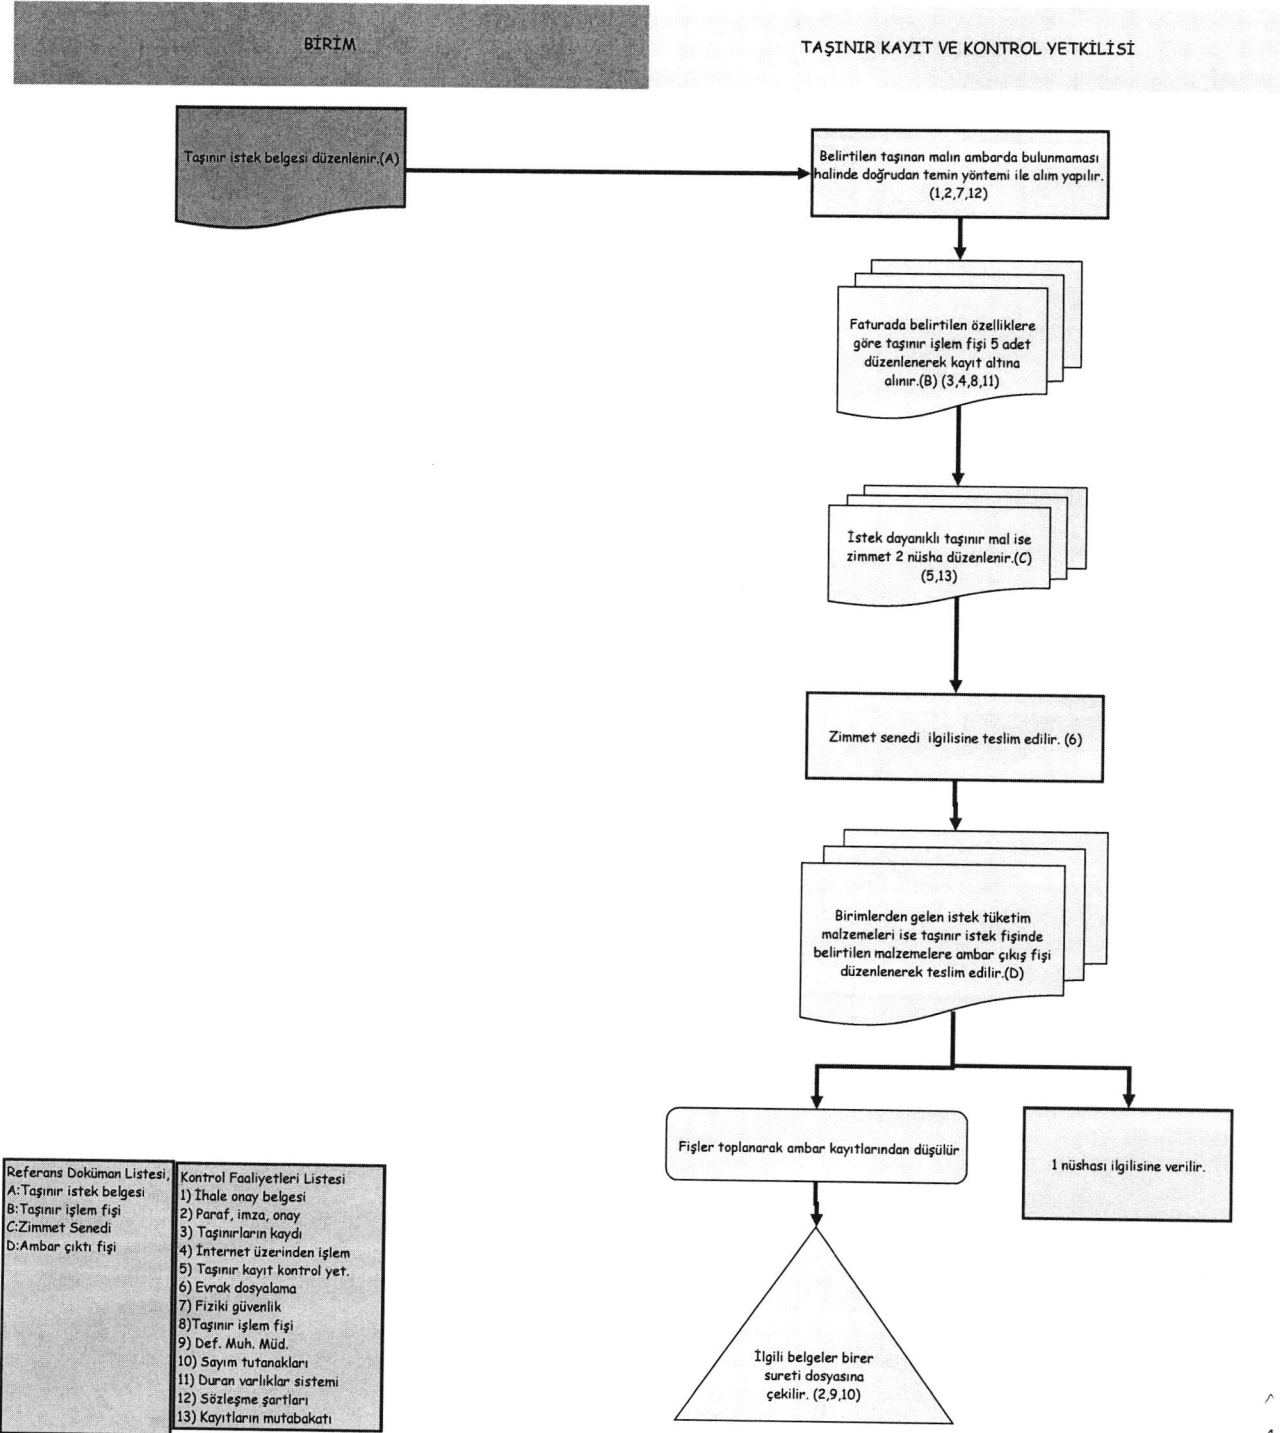 BİRİM
TAŞINIR KAYIT VE KONTROL YETKİLİSİ
Taşınır istek belgesi düzenlenir.(A)
Belirtilen taşınan malın ambarda bulunmaması
halinde doğrudan temin yöntemi ile alım yapılır.
(1,2,7,12)
Faturada belirtilen özelliklere
göre taşınır işlem fişi 5 adet
düzenlenerek kayıt altına
alınır.(B) (3,4,8,11)
İstek dayanıklı taşınır mal ise
zimmet 2 nüsha düzenlenir.(C)
(5,13)
Zimmet senedi ilgilisine teslim edilir. (6)
Birimlerden gelen istek tüketim
malzemeleri ise taşınır istek fişinde
belirtilen malzemelere ambar çıkış fişi
düzenlenerek teslim edilir.(D)
Fişler toplanarak ambar kayıtlarından düşülür
1 nüshası ilgilisine verilir.
İlgili belgeler birer
sureti dosyasına
çekilir. (2,9,10)
Referans Doküman Listesi,
A:Taşınır istek belgesi
B:Taşınır işlem fişi
C:Zimmet Senedi
D:Ambar çıktı fişi
Kontrol Faaliyetleri Listesi
1) İhale onay belgesi
2) Paraf, imza, onay
3) Taşınırların kaydı
4) İnternet üzerinden işlem
5) Taşınır kayıt kontrol yet.
6) Evrak dosyalama
7) Fiziki güvenlik
8)Taşınır işlem fişi
9) Def. Muh. Müd.
10) Sayım tutanakları
11) Duran varlıklar sistemi
12) Sözleşme şartları
13) Kayıtların mutabakatı